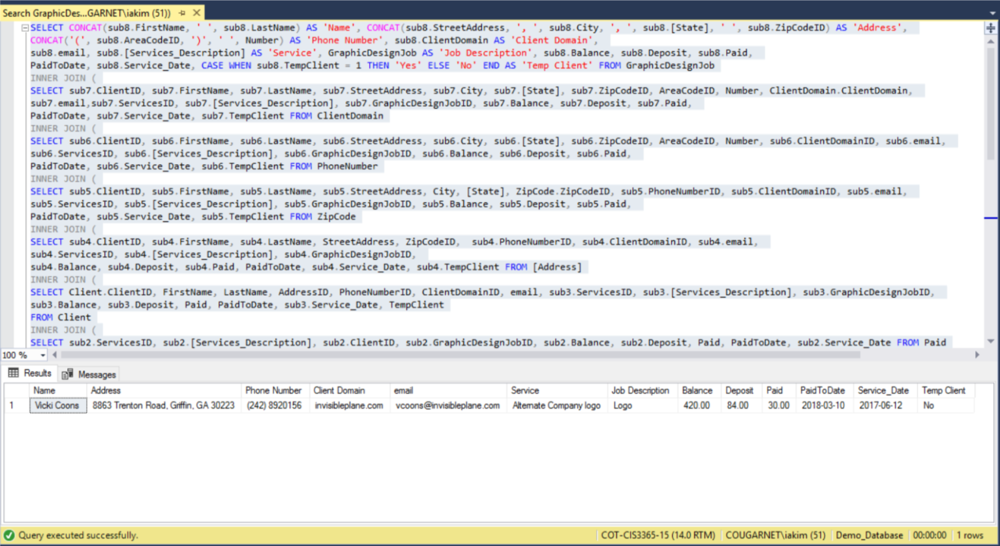 Search GraphicDes...GARNET\iakim (51))
SELECT CONCAT(sub8.FirstName, ' ', sub8.LastName) AS 'Name', CONCAT(sub8.StreetAddress, ', ', sub8.City, ', ', sub8.[State], ' ', sub8.ZipCodeID) AS 'Address',
CONCAT('(', sub8.AreaCodeID, ')', ' ', Number) AS 'Phone Number', sub8.ClientDomain AS 'Client Domain',
sub8.email, sub8.[Services_Description] AS 'Service', GraphicDesignJob AS 'Job Description', sub8.Balance, sub8.Deposit, sub8.Paid,
PaidToDate, sub8.Service_Date, CASE WHEN sub8.TempClient = 1 THEN 'Yes' ELSE 'No' END AS 'Temp Client' FROM GraphicDesignJob
INNER JOIN (
SELECT sub7.ClientID, sub7.FirstName, sub7.LastName, sub7.StreetAddress, sub7.City, sub7.[State], sub7.ZipCodeID, AreaCodeID, Number, ClientDomain.ClientDomain,
sub7.email,sub7.ServicesID, sub7.[Services_Description], sub7.GraphicDesignJobID, sub7.Balance, sub7.Deposit, sub7.Paid,
PaidToDate, sub7.Service_Date, sub7.TempClient FROM ClientDomain
INNER JOIN (
SELECT sub6.ClientID, sub6.FirstName, sub6.LastName, sub6.StreetAddress, sub6.City, sub6.[State], sub6.ZipCodeID, AreaCodeID, Number, sub6.ClientDomainID, sub6.email,
sub6.ServicesID, sub6.[Services_Description], sub6.GraphicDesignJobID, sub6.Balance, sub6.Deposit, sub6.Paid,
PaidToDate, sub6.Service_Date, sub6.TempClient FROM PhoneNumber
INNER JOIN (
SELECT sub5.ClientID, sub5.FirstName, sub5.LastName, sub5.StreetAddress, City, [State], ZipCode.ZipCodeID, sub5.PhoneNumberID, sub5.ClientDomainID, sub5.email,
sub5.ServicesID, sub5.[Services_Description], sub5.GraphicDesignJobID, sub5.Balance, sub5.Deposit, sub5.Paid,
PaidToDate, sub5.Service_Date, sub5.TempClient FROM ZipCode
INNER JOIN (
SELECT sub4.ClientID, sub4.FirstName, sub4.LastName, StreetAddress, ZipCodeID,  sub4.PhoneNumberID, sub4.ClientDomainID, sub4.email,
sub4.ServicesID, sub4.[Services_Description], sub4.GraphicDesignJobID,
sub4.Balance, sub4.Deposit, sub4.Paid, PaidToDate, sub4.Service_Date, sub4.TempClient FROM [Address]
INNER JOIN (
SELECT Client.ClientID, FirstName, LastName, AddressID, PhoneNumberID, ClientDomainID, email, sub3.ServicesID, sub3.[Services_Description], sub3.GraphicDesignJobID,
sub3.Balance, sub3.Deposit, Paid, PaidToDate, sub3.Service_Date, TempClient
FROM Client
INNER JOIN (
SELECT sub2.ServicesID, sub2.[Services_Description], sub2.ClientID, sub2.GraphicDesignJobID, sub2.Balance, sub2.Deposit, Paid, PaidToDate, sub2.Service_Date FROM Paid
100 %
Results Messages
Name Address Phone Number Client Domain email Service Job Description Balance Deposit Paid PaidToDate Service_Date Temp Client
1 Vicki Coons 8863 Trenton Road, Griffin, GA 30223 (242) 8920156 invisibleplane.com vcoons@invisibleplane.com Alternate Company logo Logo 420.00 84.00 30.00 2018-03-10 2017-06-12 No
Query executed successfully. COT-CIS3365-15 (14.0 RTM) COUGARNET\iakim (51) Demo_Database 00:00:00 1 rows